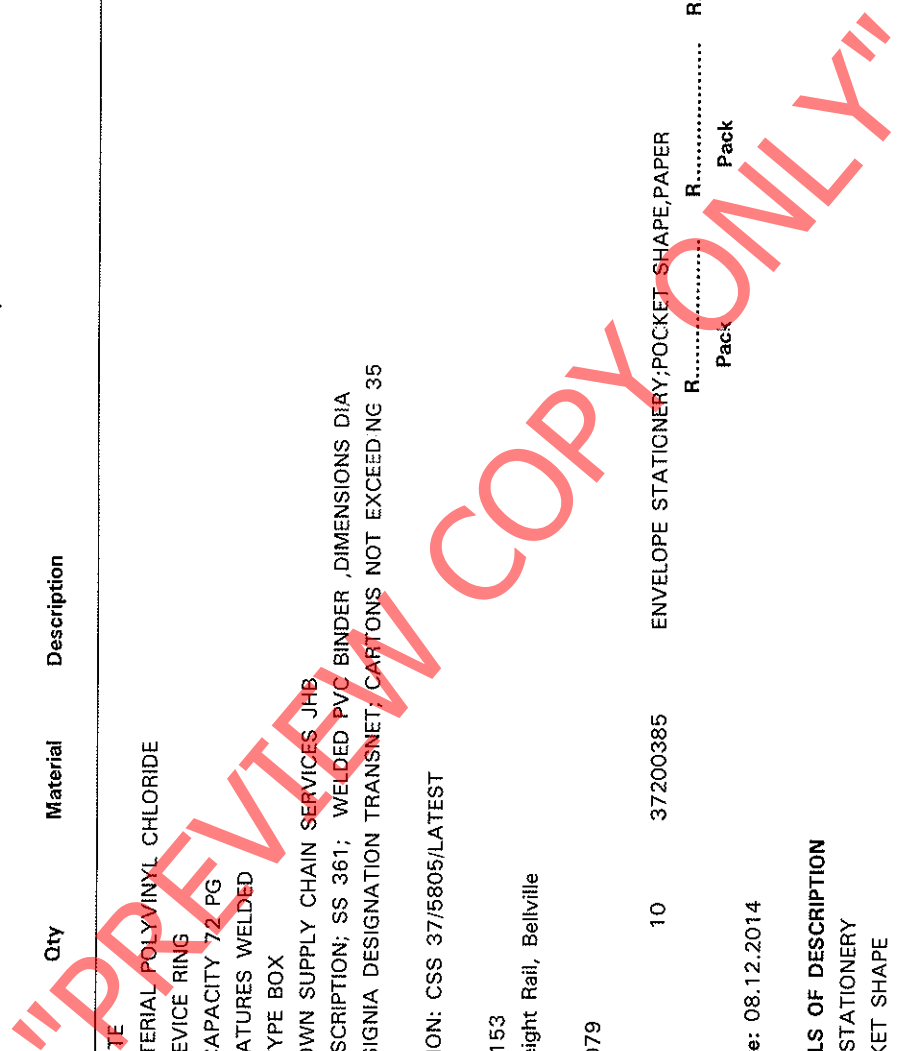 Qty Material Description
TE
TERIAL POLYVINYL CHLORIDE
EVICE RING
CAPACITY 72 PG
ATURES WELDED
YPE BOX
OWN SUPPLY CHAIN SERVICES JHB
SCRIPTION; SS 361; WELDED PVC BINDER ,DIMENSIONS DIA
SIGNIA DESIGNATION TRANSNET; CARTONS NOT EXCEEDING 35
ION: CSS 37/5805/LATEST
153
eight Rail, Bellville
079
10 37200385 ENVELOPE STATIONERY;POCKET SHAPE,PAPER
R.................... R.................... R
Pack Pack
e: 08.12.2014
LS OF DESCRIPTION
STATIONERY
KET SHAPE
"PREVIEW COPY ONLY"